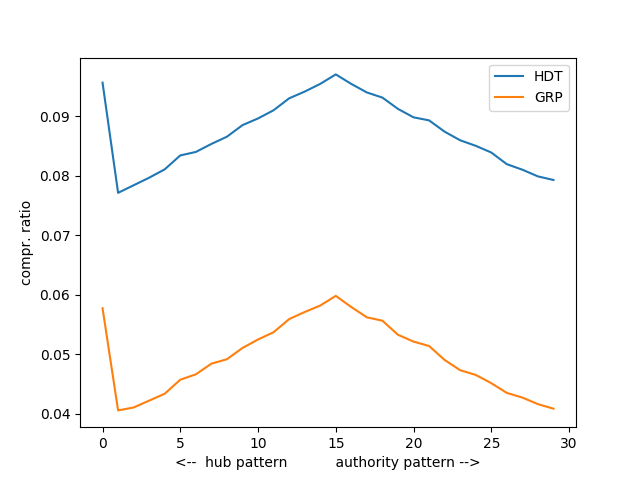 HDT
GRP
compr. ratio
0.09
0.08
0.07
0.06
0.05
0.04
0 5 10 15 20 25 30
<-- hub pattern authority pattern -->